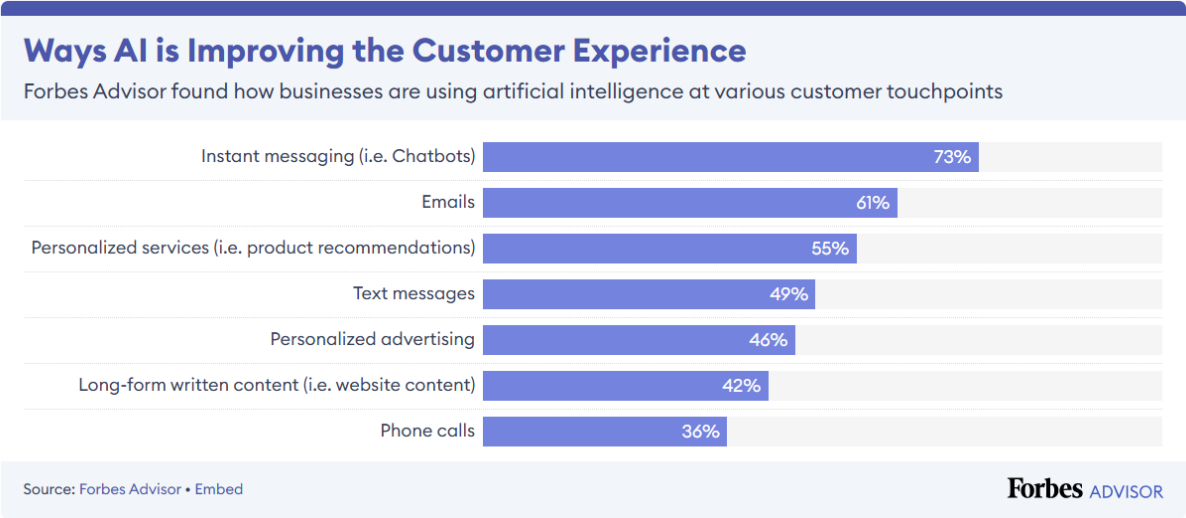 Ways AI is Improving the Customer Experience
Forbes Advisor found how businesses are using artificial intelligence at various customer touchpoints
Instant messaging (i.e. Chatbots) 73%
Emails 61%
Personalized services (i.e. product recommendations) 55%
Text messages 49%
Personalized advertising 46%
Long-form written content (i.e. website content) 42%
Phone calls 36%
Source: Forbes Advisor • Embed
Forbes ADVISOR